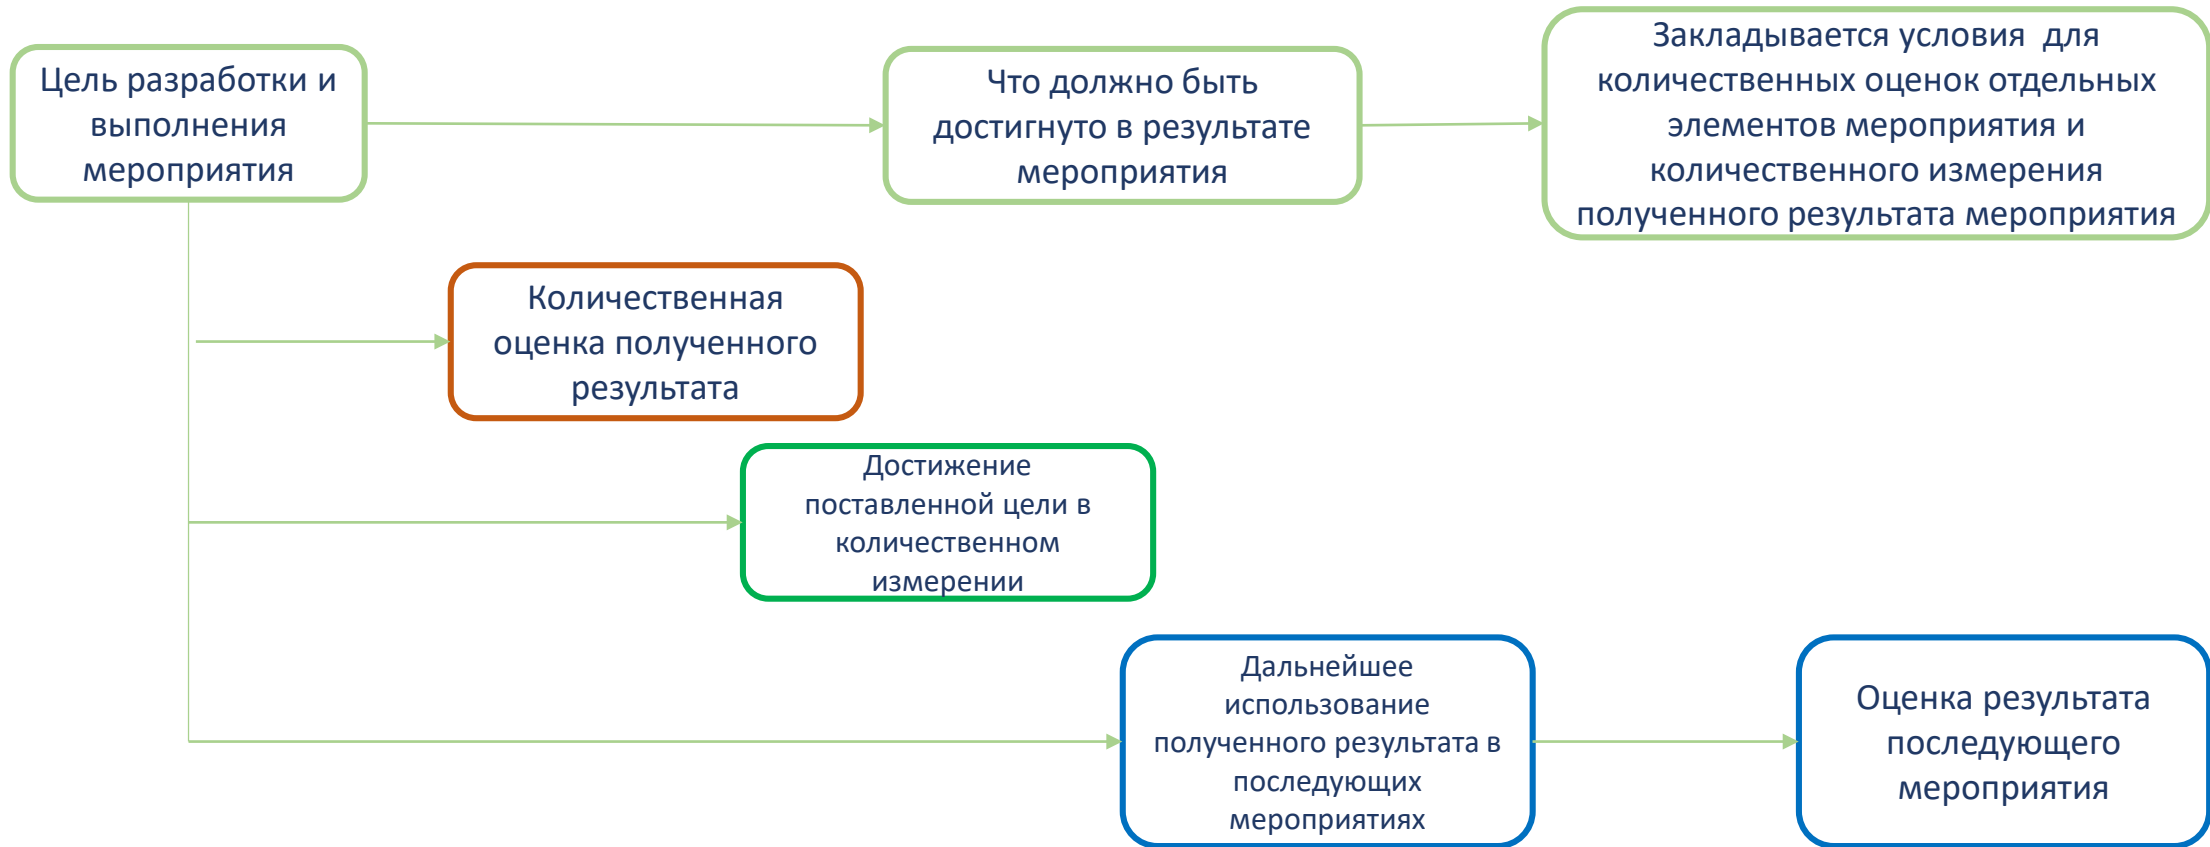 Цель разработки и
выполнения
мероприятия
Что должно быть
достигнуто в результате
мероприятия
Закладывается условия для
количественных оценок отдельных
элементов мероприятия и
количественного измерения
полученного результата мероприятия
Количественная
оценка полученного
результата
Достижение
поставленной цели в
количественном
измерении
Дальнейшее
использование
полученного результата в
последующих
мероприятиях
Оценка результата
последующего
мероприятия